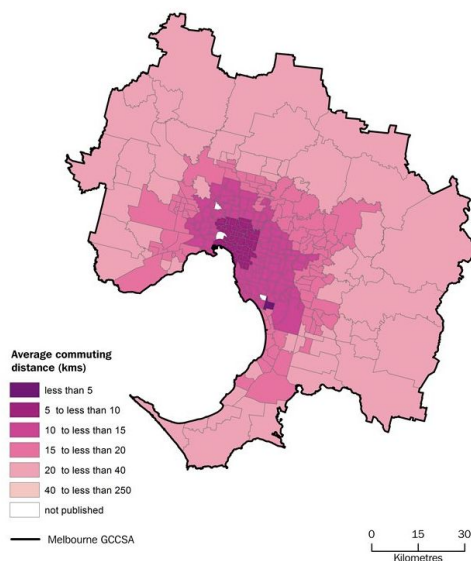 Average commuting
distance (kms)
less than 5
5 to less than 10
10 to less than 15
15 to less than 20
20 to less than 40
40 to less than 250
not published
Melbourne GCCSA
0 15 30
Kilometres